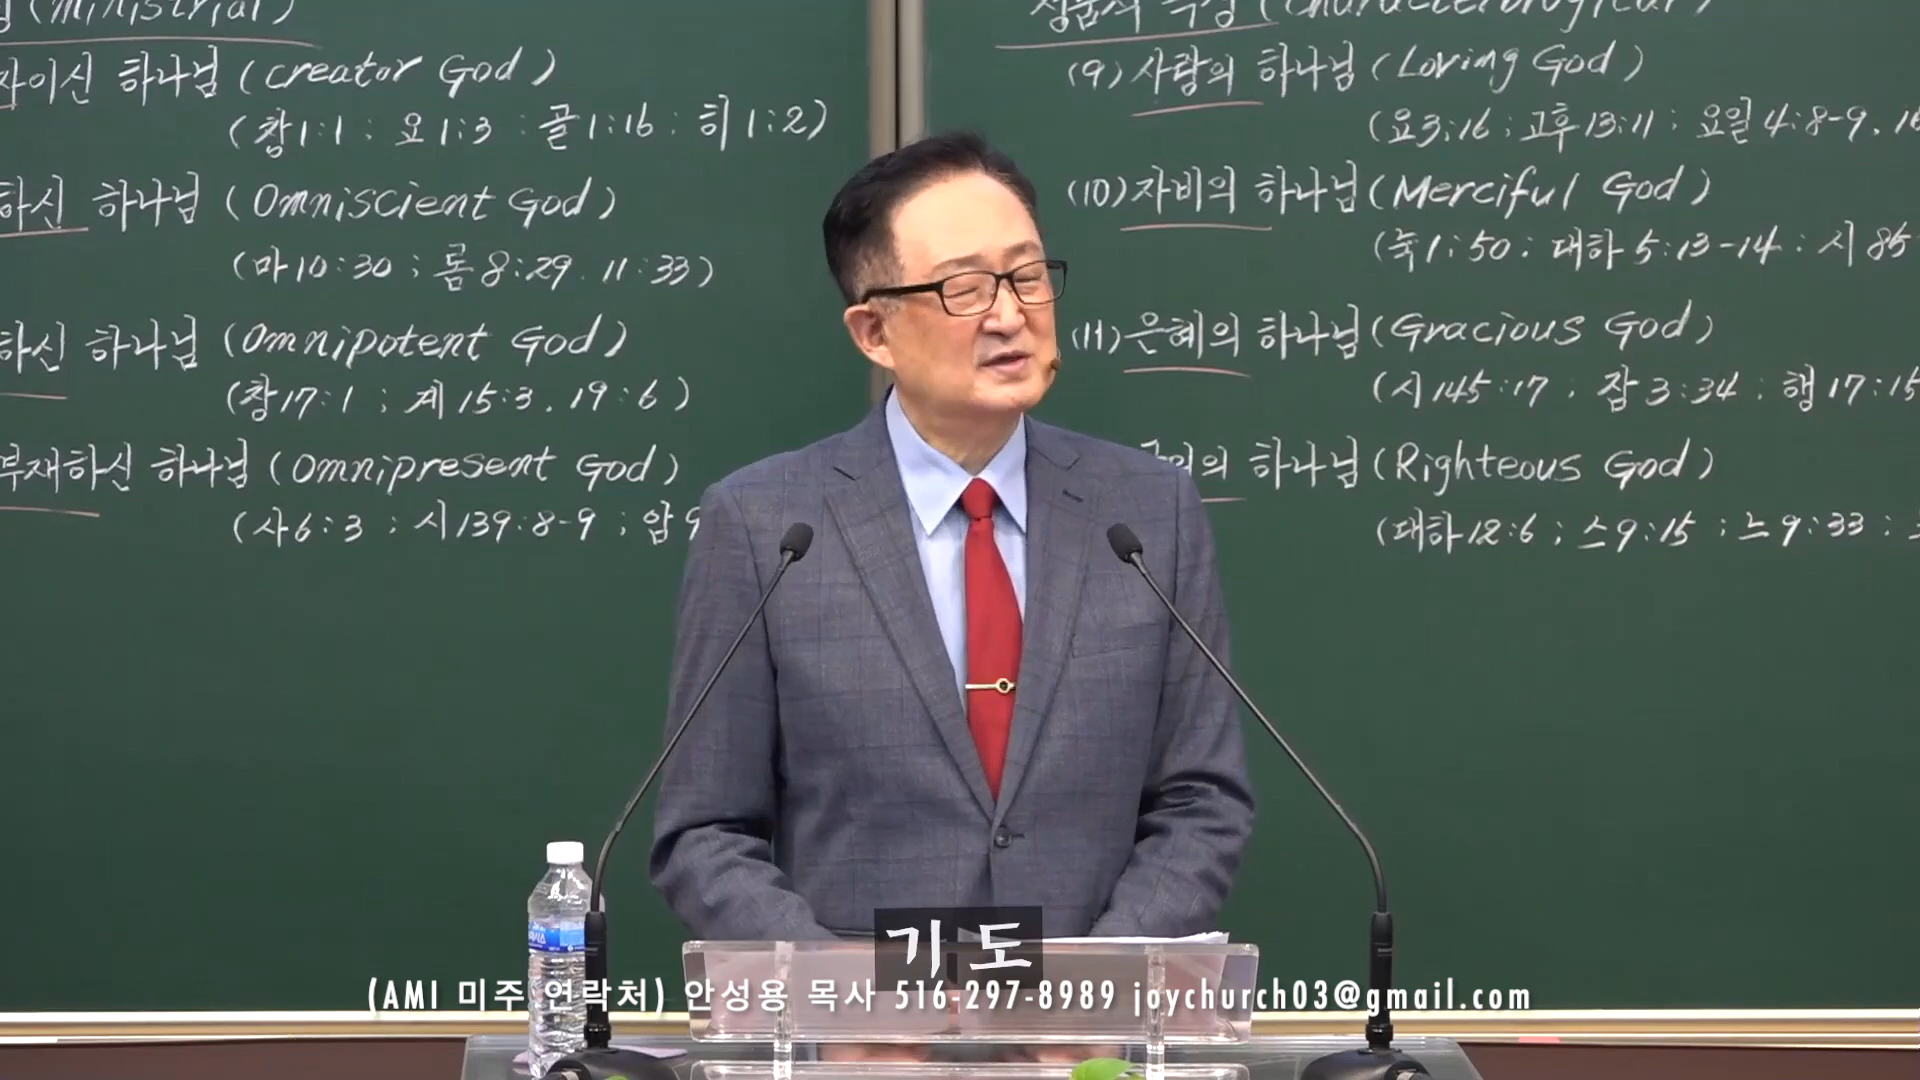 (ministrial)
자이신 하나님 (creator God)
(창1:1 ; 요1:3 ; 골1:16 ; 히1:2)
하신 하나님 (Omniscient God)
(마10:30 ; 롬8:29. 11:33)
하신 하나님 (Omnipotent God)
(창17:1 ; 계15:3. 19:6)
부재하신 하나님 (Omnipresent God)
(사6:3 ; 시139:8-9 ; 암9
(Characterological)
(9) 사랑의 하나님 (Loving God)
(요3:16 ; 고후13:11 ; 요일4:8-9. 16
(10) 자비의 하나님 (Merciful God)
(눅1:50 ; 대하5:13-14 ; 시85
(11) 은혜의 하나님 (Gracious God)
(시145:17 ; 잠3:34 ; 행17:15
하나님 (Righteous God)
(대하12:6 ; 스9:15 ; 느9:33 ;
기도
(AMI 미주 연락처) 안성용 목사 516-297-8989 joychurch03@gmail.com